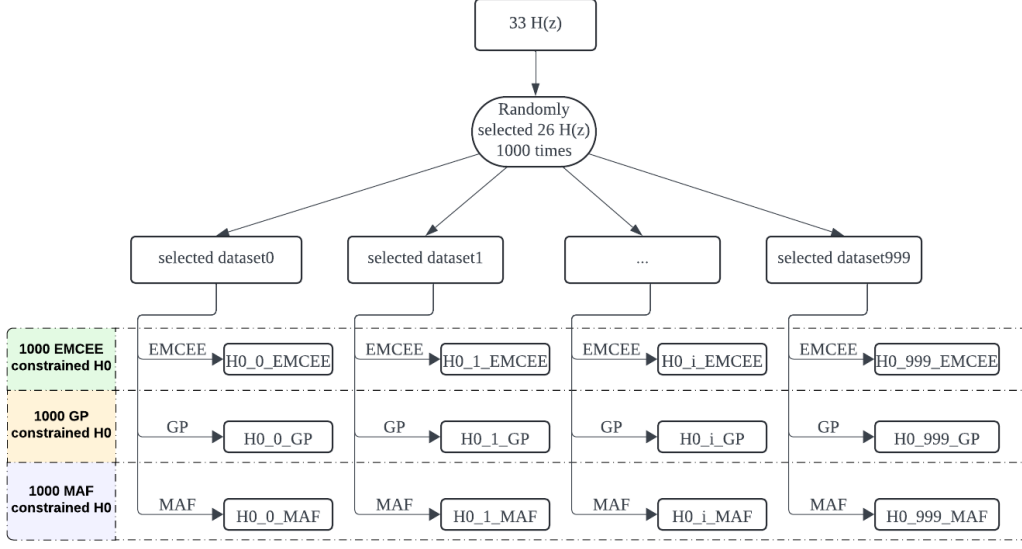 33 H(z)
Randomly
selected 26 H(z)
1000 times
selected dataset0
selected dataset1
...
selected dataset999
1000 EMCEE
constrained H0
EMCEE
H0_0_EMCEE
EMCEE
H0_1_EMCEE
EMCEE
H0_i_EMCEE
EMCEE
H0_999_EMCEE
1000 GP
constrained H0
GP
H0_0_GP
GP
H0_1_GP
GP
H0_i_GP
GP
H0_999_GP
1000 MAF
constrained H0
MAF
H0_0_MAF
MAF
H0_1_MAF
MAF
H0_i_MAF
MAF
H0_999_MAF